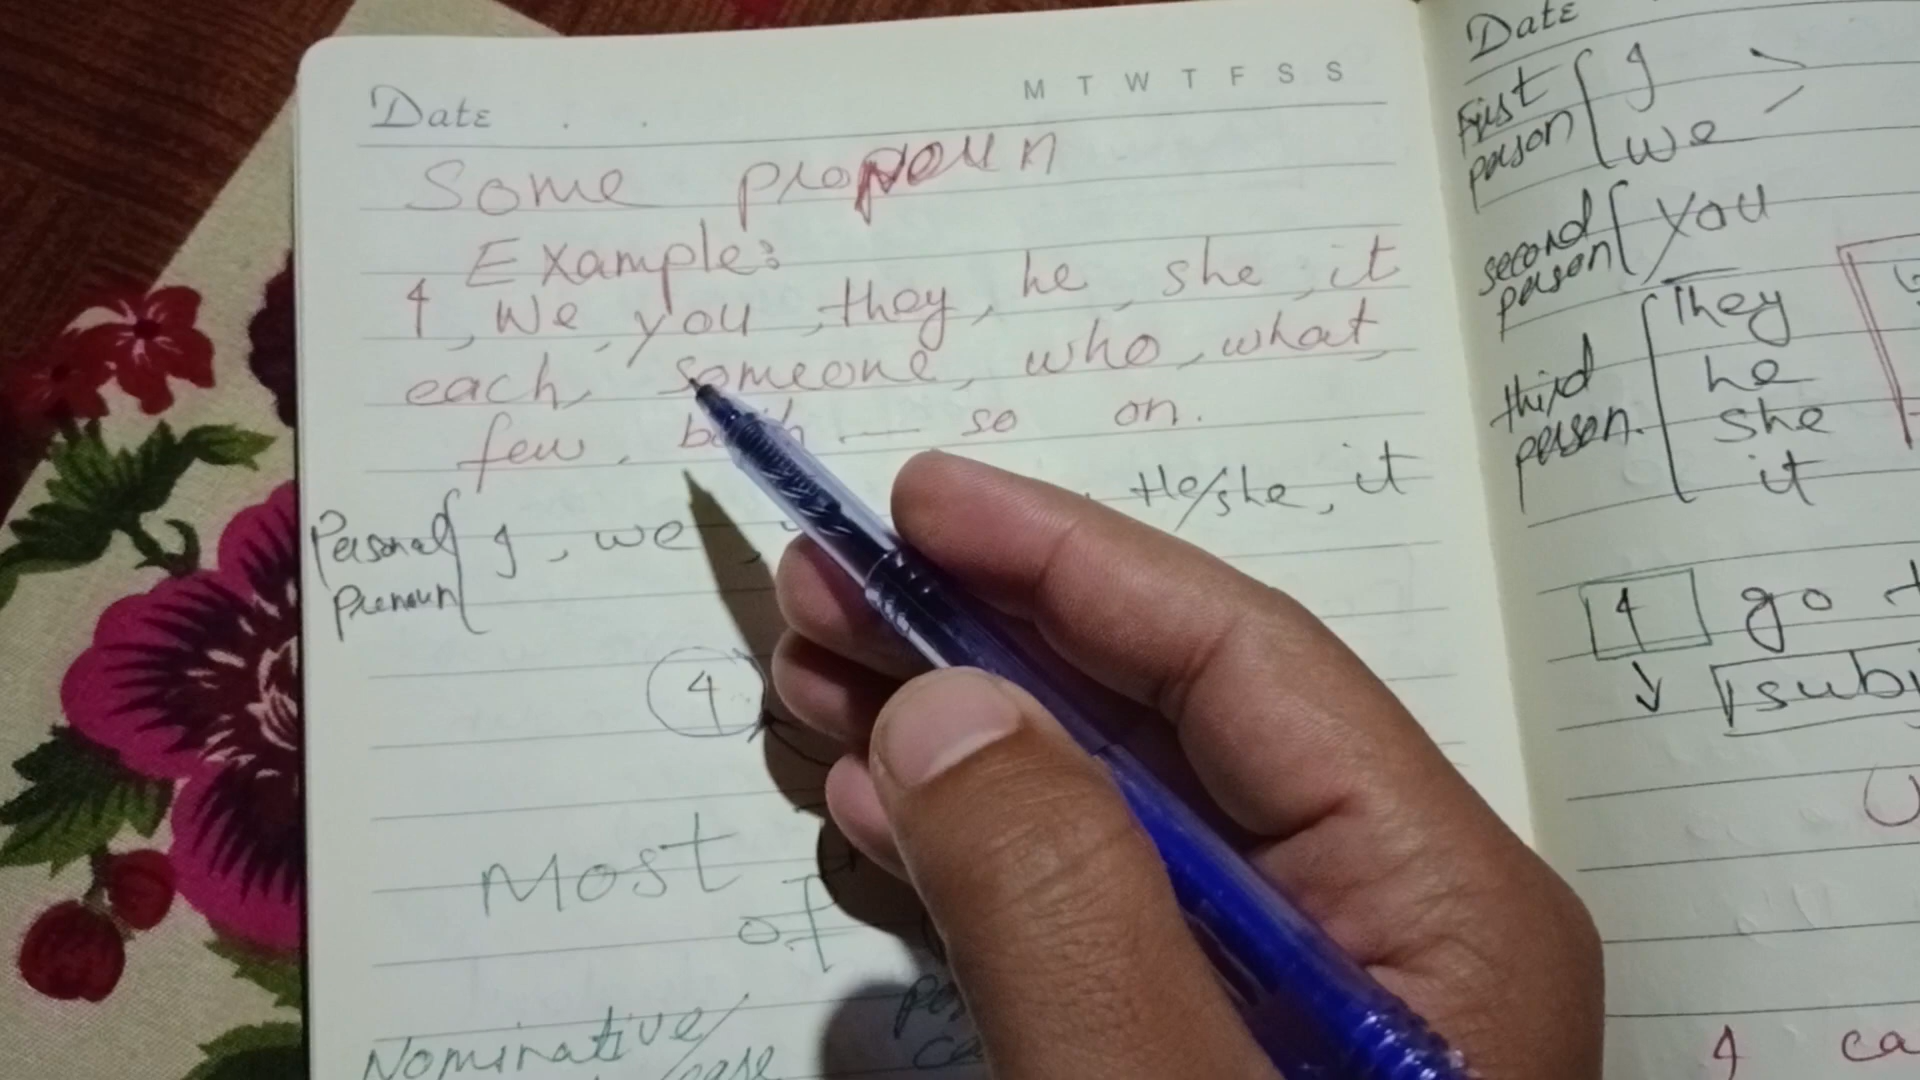 Date
M T W T F S S
Some pronoun
Example:
I, We, you, they, he, she, it
each, someone, who, what,
few, both — so on.
Personal
Pronoun
I, we, He/she, it
I
Most
of
Nominative/
case
Date
First
person
I
we
second
person
You
third
person.
They
he
she
it
I go
↓
U
I ca